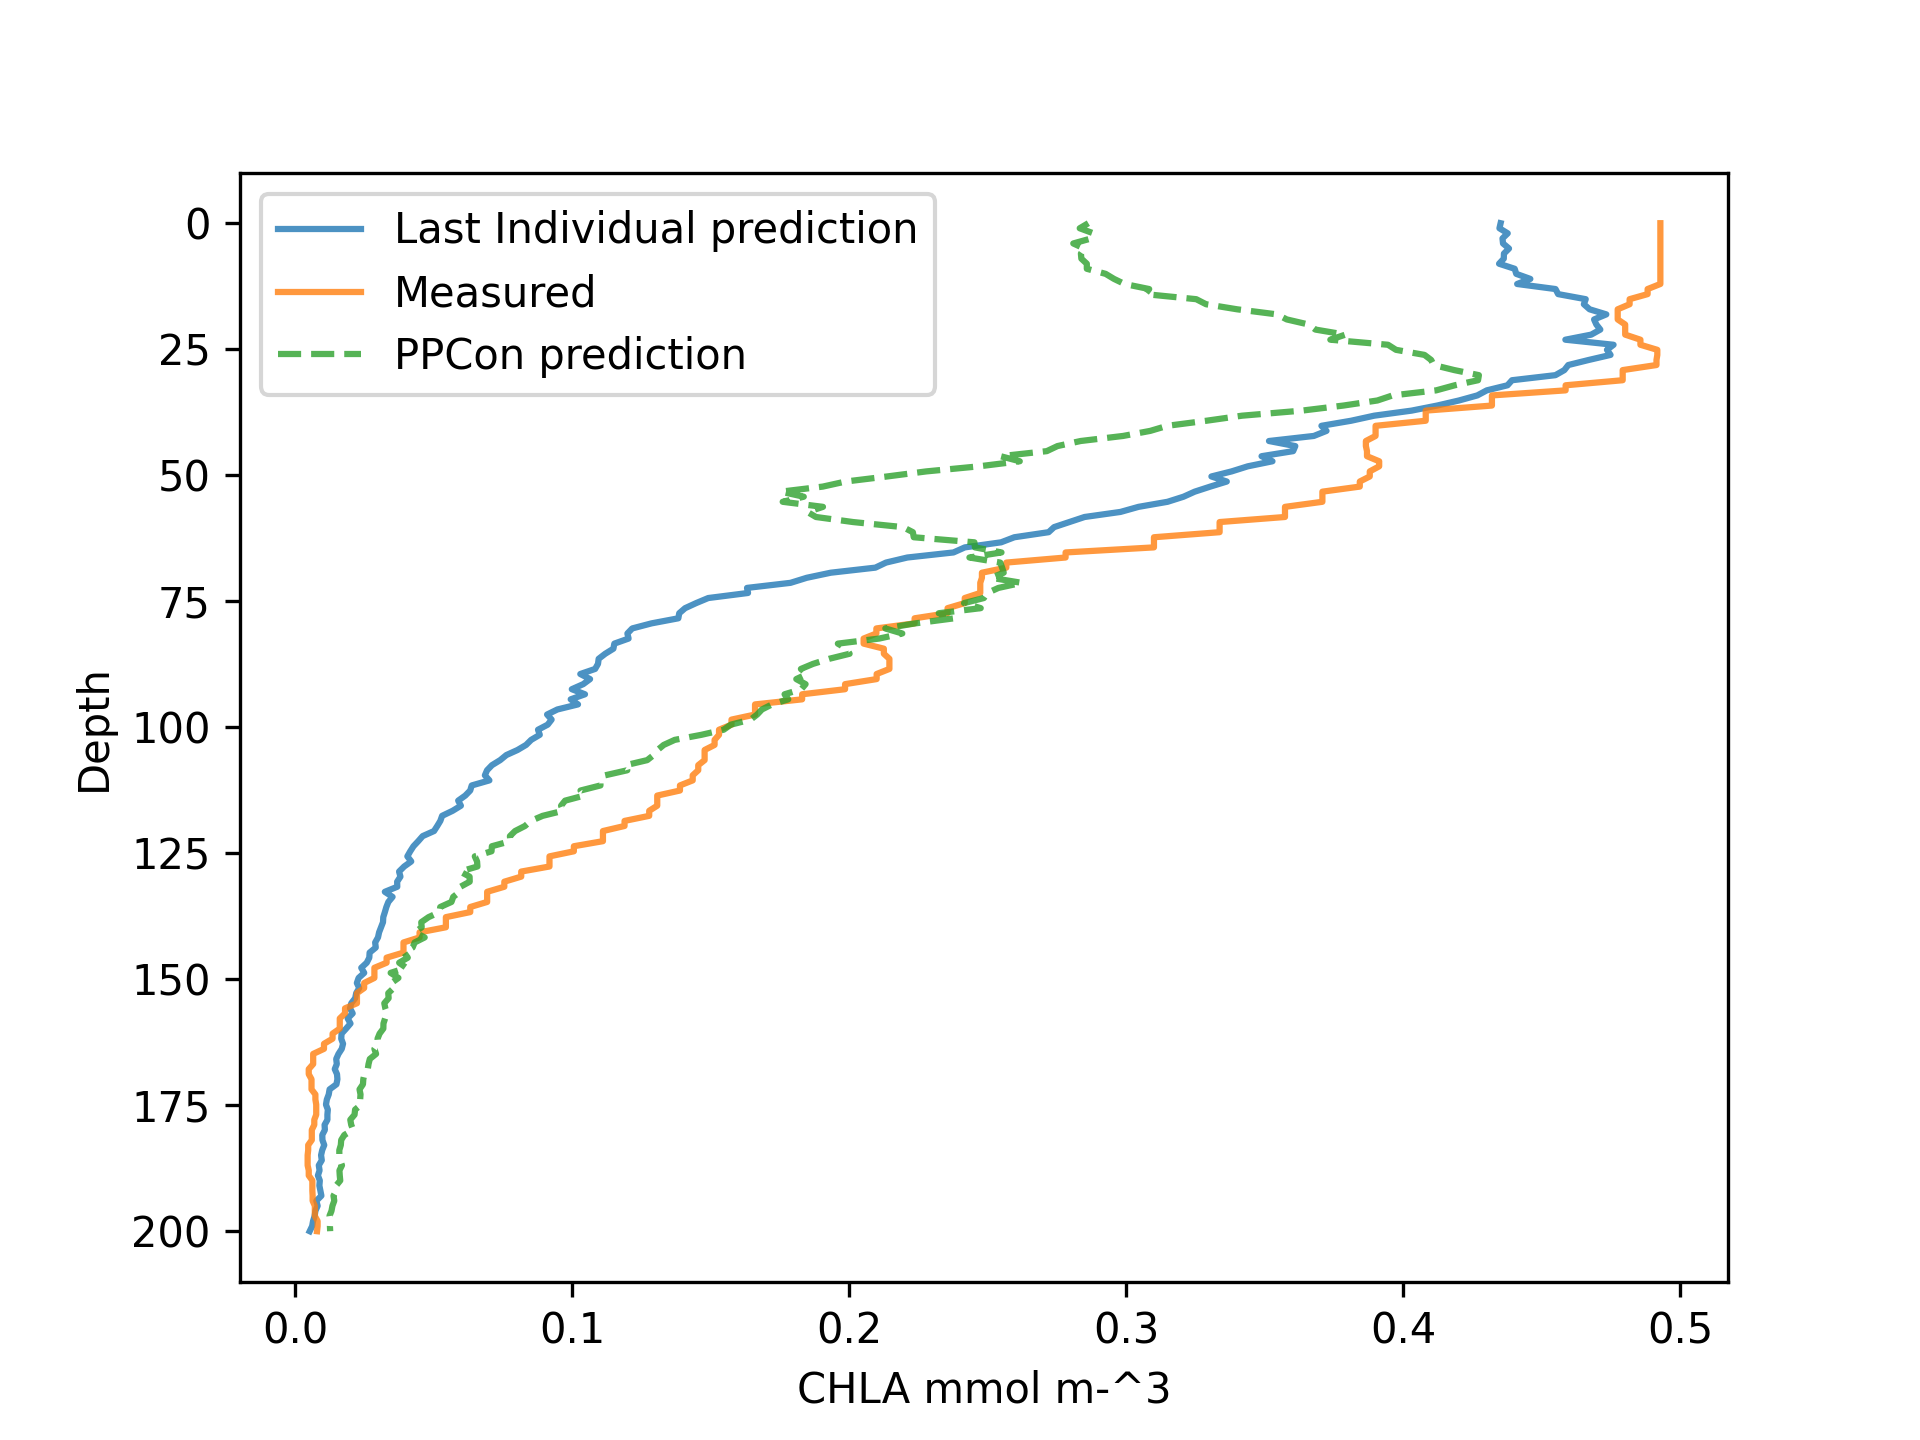 Last Individual prediction
Measured
PPCon prediction
0
25
50
75
100
125
150
175
200
Depth
0.0 0.1 0.2 0.3 0.4 0.5
CHLA mmol m-^3